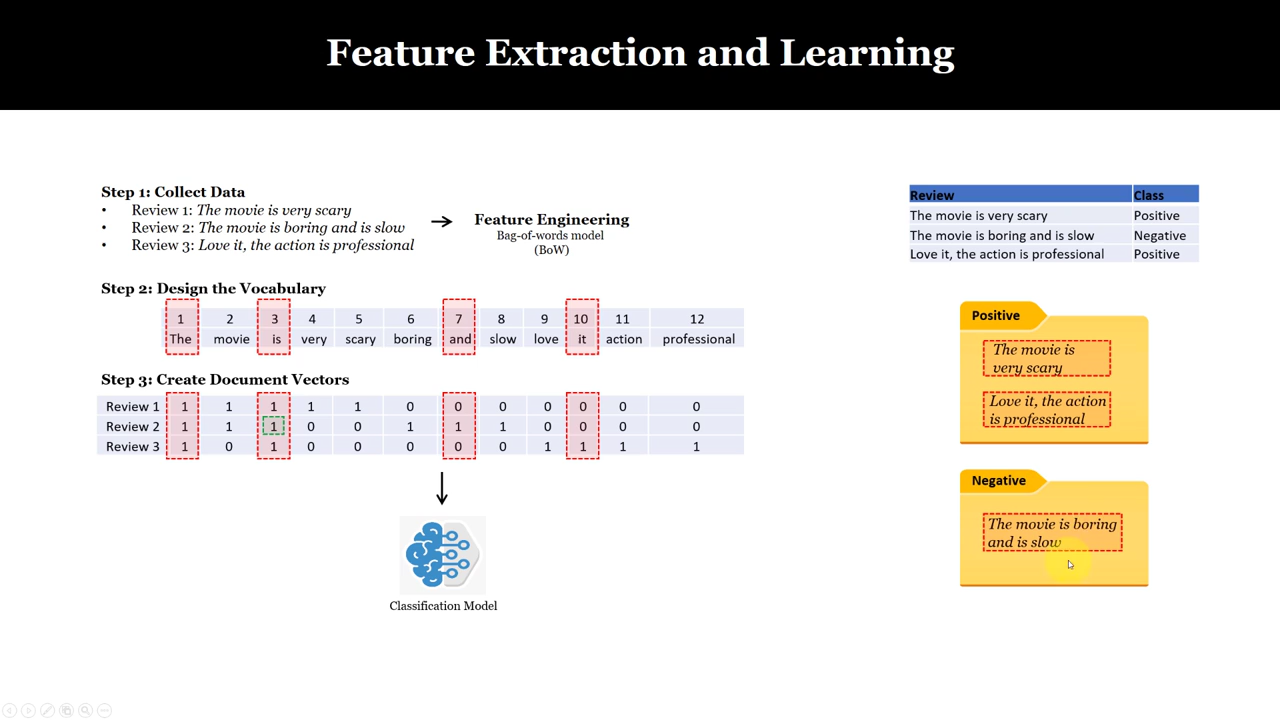 Feature Extraction and Learning
Step 1: Collect Data
• Review 1: The movie is very scary
• Review 2: The movie is boring and is slow
• Review 3: Love it, the action is professional
Feature Engineering
Bag-of-words model
(BoW)
Step 2: Design the Vocabulary
1 2 3 4 5 6 7 8 9 10 11 12
The movie is very scary boring and slow love it action professional
Step 3: Create Document Vectors
Review 1 1 1 1 1 1 0 0 0 0 0 0 0
Review 2 1 1 1 0 0 1 1 1 0 0 0 0
Review 3 1 0 1 0 0 0 0 0 1 1 1 1
Classification Model
Review Class
The movie is very scary Positive
The movie is boring and is slow Negative
Love it, the action is professional Positive
Positive
The movie is
very scary
Love it, the action
is professional
Negative
The movie is boring
and is slow